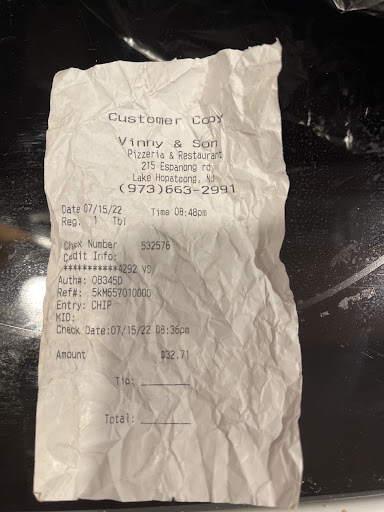 Customer Copy
Vinny & Son
Pizzeria & Restaurant
215 Espanong rd
Lake Hopatcong, NJ
(973)663-2991
Date 07/15/22 Time 08:48pm
Reg. 1 Tbl
Check Number 532576
Credit Info:
***********4292 VS
Auth#: 08345D
Ref#: 5kM657010000
Entry: CHIP
MID:
Check Date:07/15/22 08:36pm
Amount $32.71
Tip: ________
Total: ________